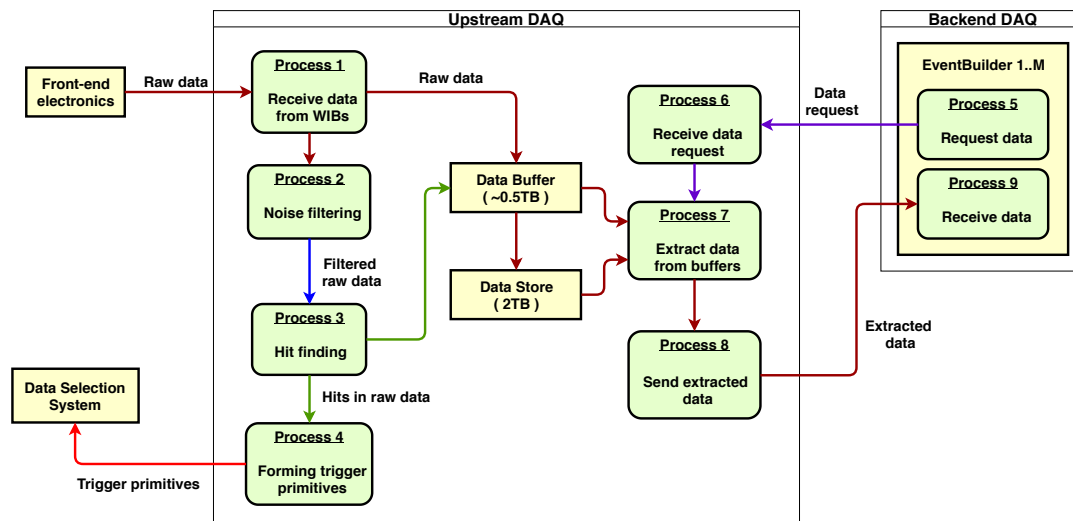 Upstream DAQ
Backend DAQ
Front-end
electronics
Raw data
Process 1
Receive data
from WIBs
Raw data
Process 2
Noise filtering
Filtered
raw data
Process 3
Hit finding
Hits in raw data
Process 4
Forming trigger
primitives
Trigger primitives
Data Selection
System
Data Buffer
( ~0.5TB )
Data Store
( 2TB )
Process 6
Receive data
request
Process 7
Extract data
from buffers
Process 8
Send extracted
data
Data
request
Extracted
data
EventBuilder 1..M
Process 5
Request data
Process 9
Receive data